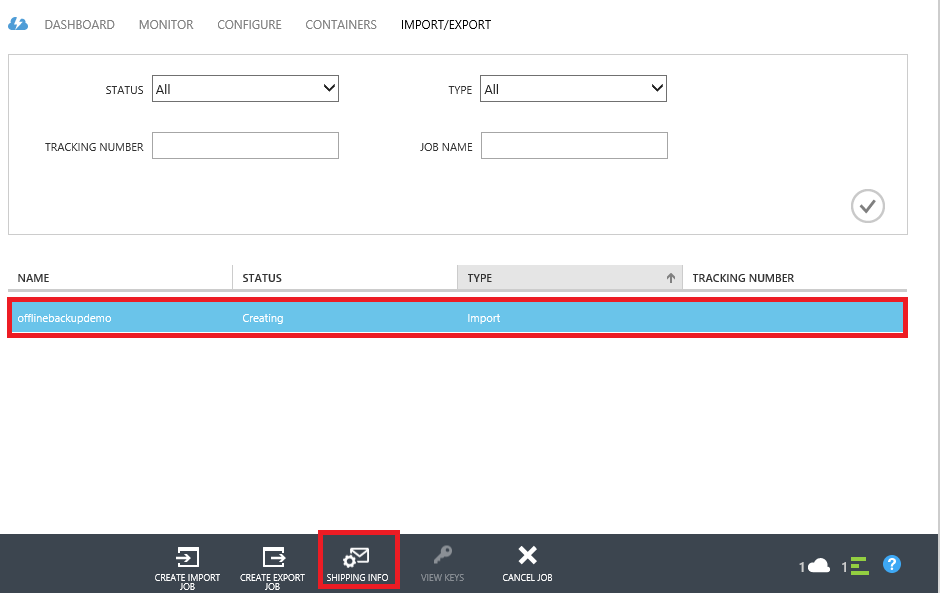 DASHBOARD MONITOR CONFIGURE CONTAINERS IMPORT/EXPORT
STATUS All TYPE All
TRACKING NUMBER JOB NAME
NAME STATUS TYPE TRACKING NUMBER
offlinebackupdemo Creating Import
CREATE IMPORT JOB
CREATE EXPORT JOB
SHIPPING INFO
VIEW KEYS
CANCEL JOB
1 1 ?